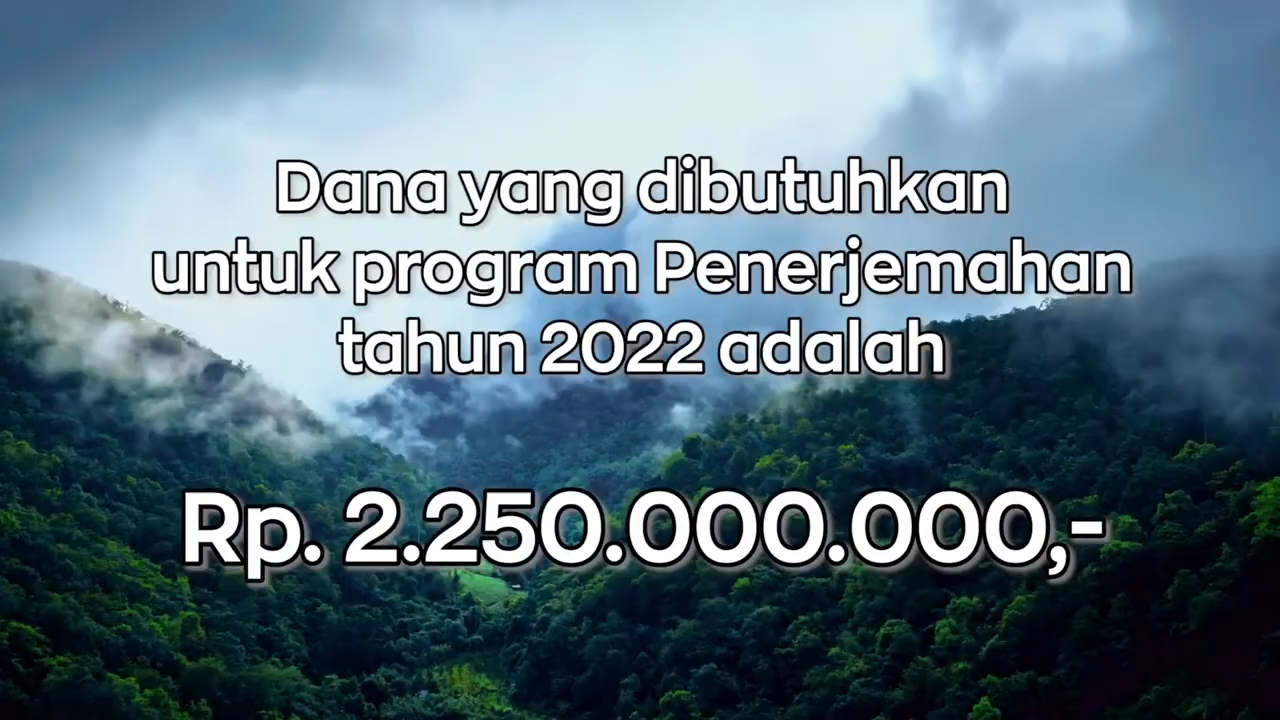 Dana yang dibutuhkan
untuk program Penerjemahan
tahun 2022 adalah
Rp. 2.250.000.000,-